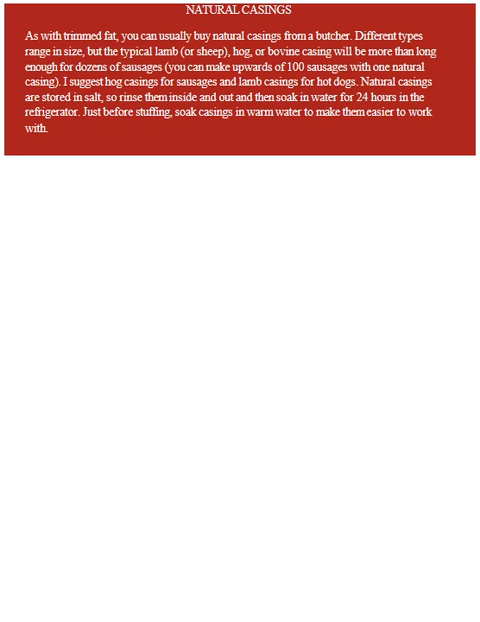 NATURAL CASINGS
As with trimmed fat, you can usually buy natural casings from a butcher. Different types
range in size, but the typical lamb (or sheep), hog, or bovine casing will be more than long
enough for dozens of sausages (you can make upwards of 100 sausages with one natural
casing). I suggest hog casings for sausages and lamb casings for hot dogs. Natural casings
are stored in salt, so rinse them inside and out and then soak in water for 24 hours in the
refrigerator. Just before stuffing, soak casings in warm water to make them easier to work
with.